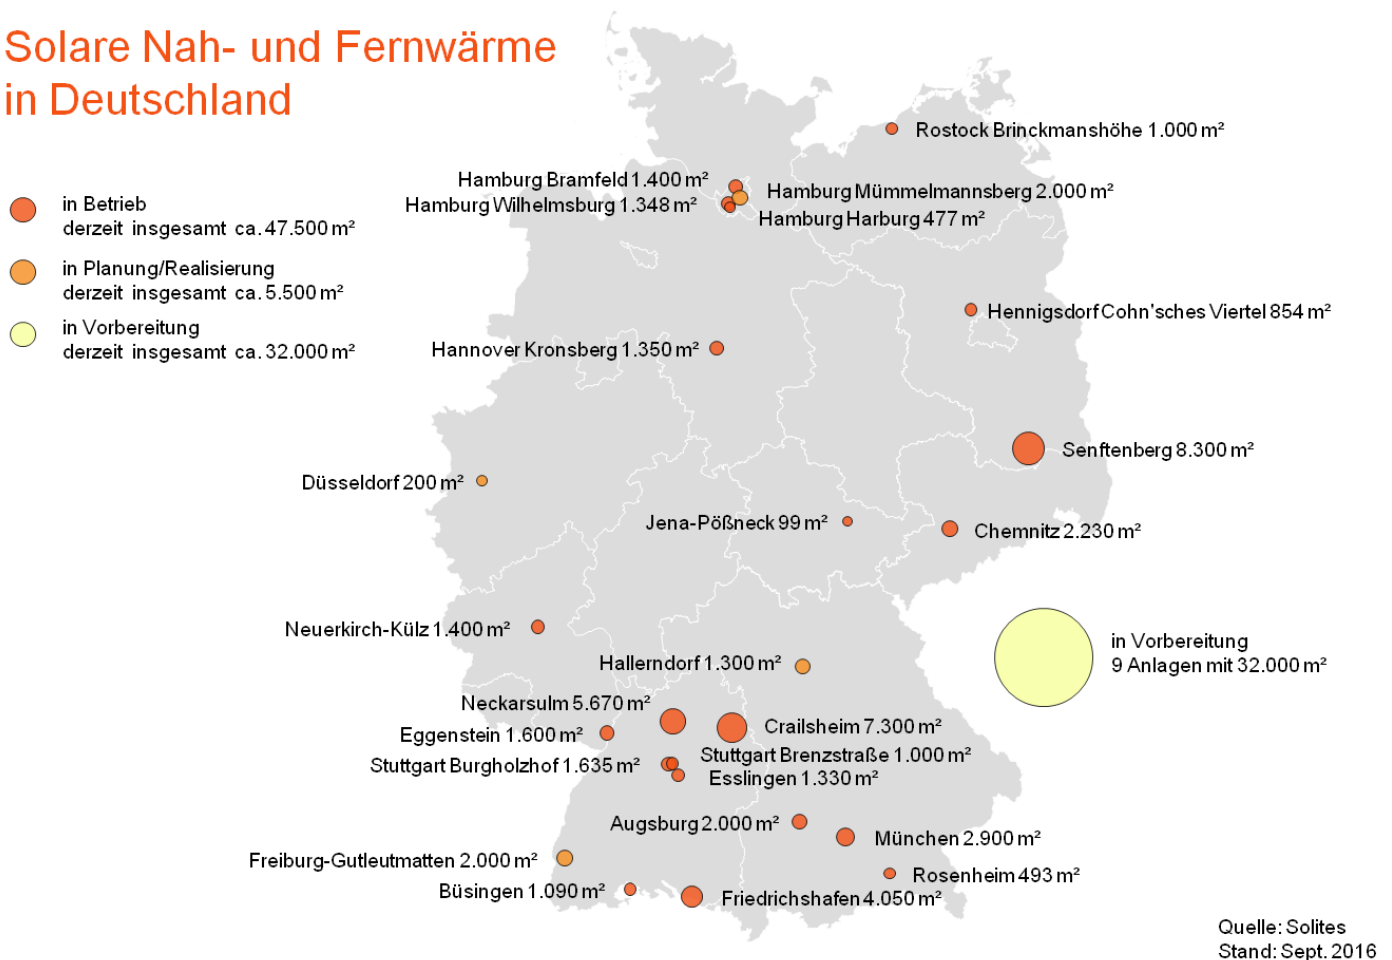 Solare Nah- und Fernwärme
in Deutschland
in Betrieb
derzeit insgesamt ca. 47.500 m²
in Planung/Realisierung
derzeit insgesamt ca. 5.500 m²
in Vorbereitung
derzeit insgesamt ca. 32.000 m²
Rostock Brinckmanshöhe 1.000 m²
Hamburg Bramfeld 1.400 m²
Hamburg Mümmelmannsberg 2.000 m²
Hamburg Wilhelmsburg 1.348 m²
Hamburg Harburg 477 m²
Hennigsdorf Cohn'sches Viertel 854 m²
Hannover Kronsberg 1.350 m²
Senftenberg 8.300 m²
Düsseldorf 200 m²
Jena-Pößneck 99 m²
Chemnitz 2.230 m²
Neuerkirch-Külz 1.400 m²
in Vorbereitung
9 Anlagen mit 32.000 m²
Hallerndorf 1.300 m²
Neckarsulm 5.670 m²
Crailsheim 7.300 m²
Eggenstein 1.600 m²
Stuttgart Brenzstraße 1.000 m²
Stuttgart Burgholzhof 1.635 m²
Esslingen 1.330 m²
Augsburg 2.000 m²
München 2.900 m²
Freiburg-Gutleutmatten 2.000 m²
Rosenheim 493 m²
Büsingen 1.090 m²
Friedrichshafen 4.050 m²
Quelle: Solites
Stand: Sept. 2016